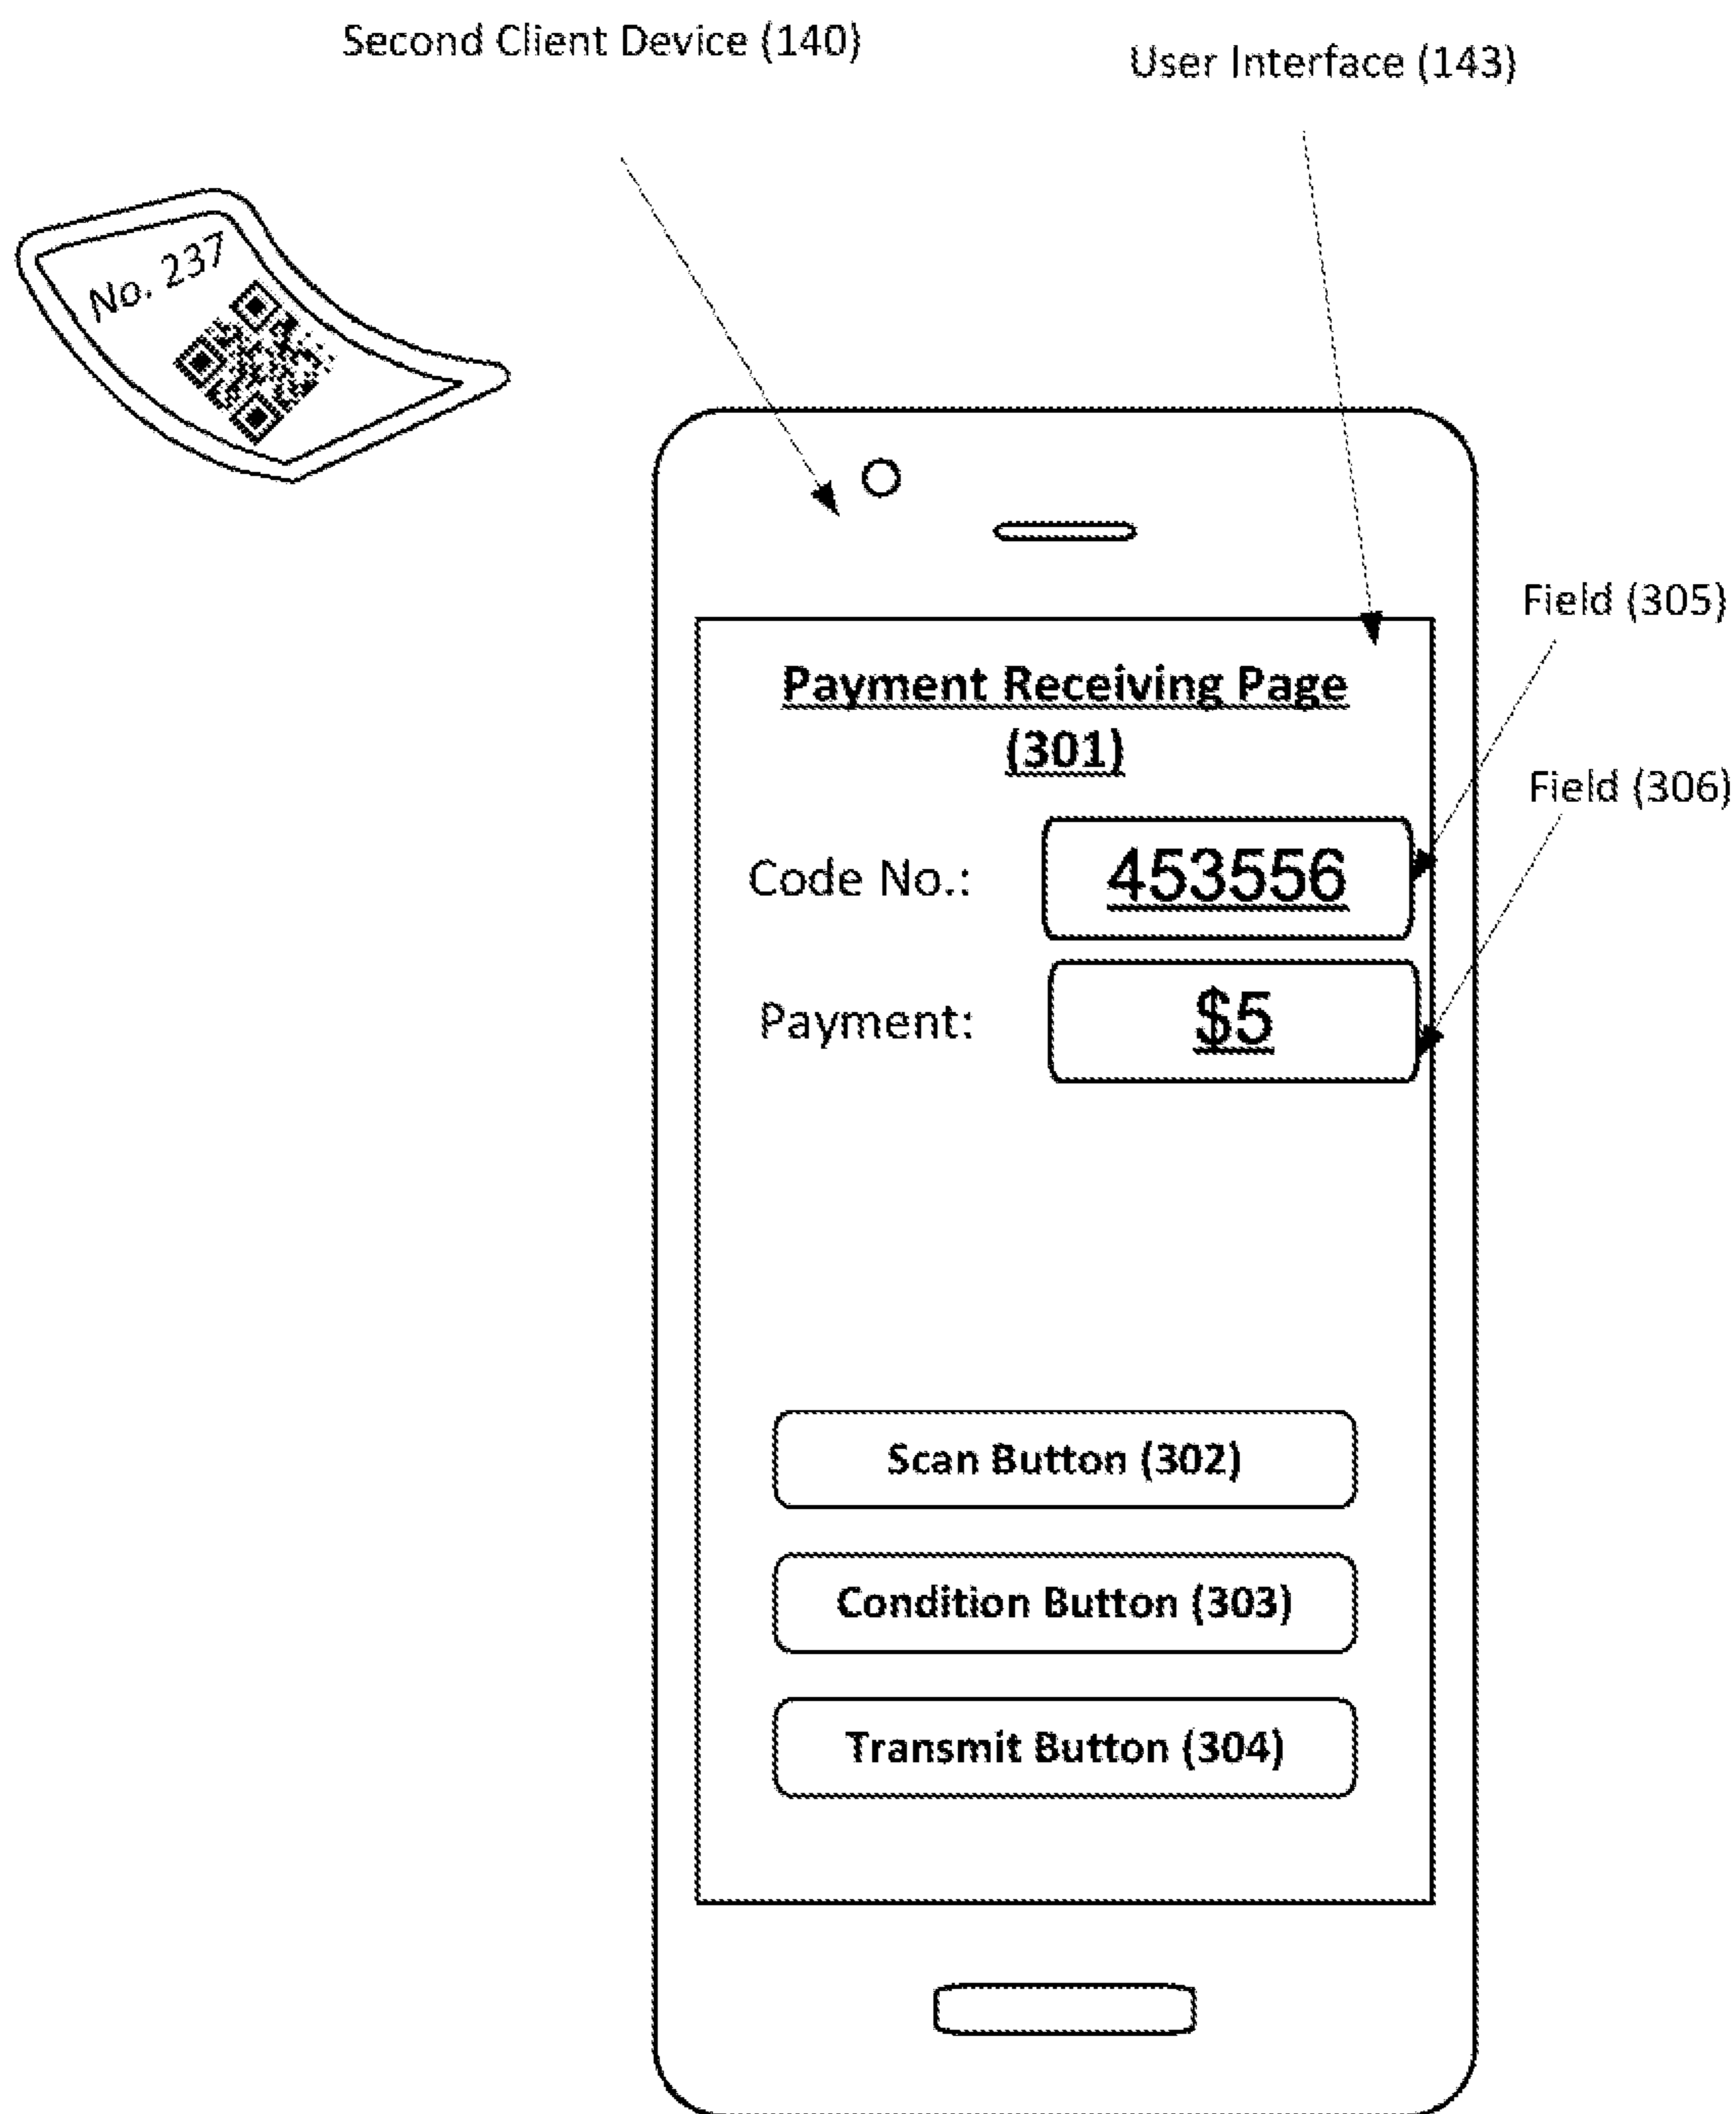 Second Client Device (140)
User Interface (143)
No. 237
Field (305)
Payment Receiving Page
(301)
Field (306)
Code No.: 453556
Payment: $5
Scan Button (302)
Condition Button (303)
Transmit Button (304)